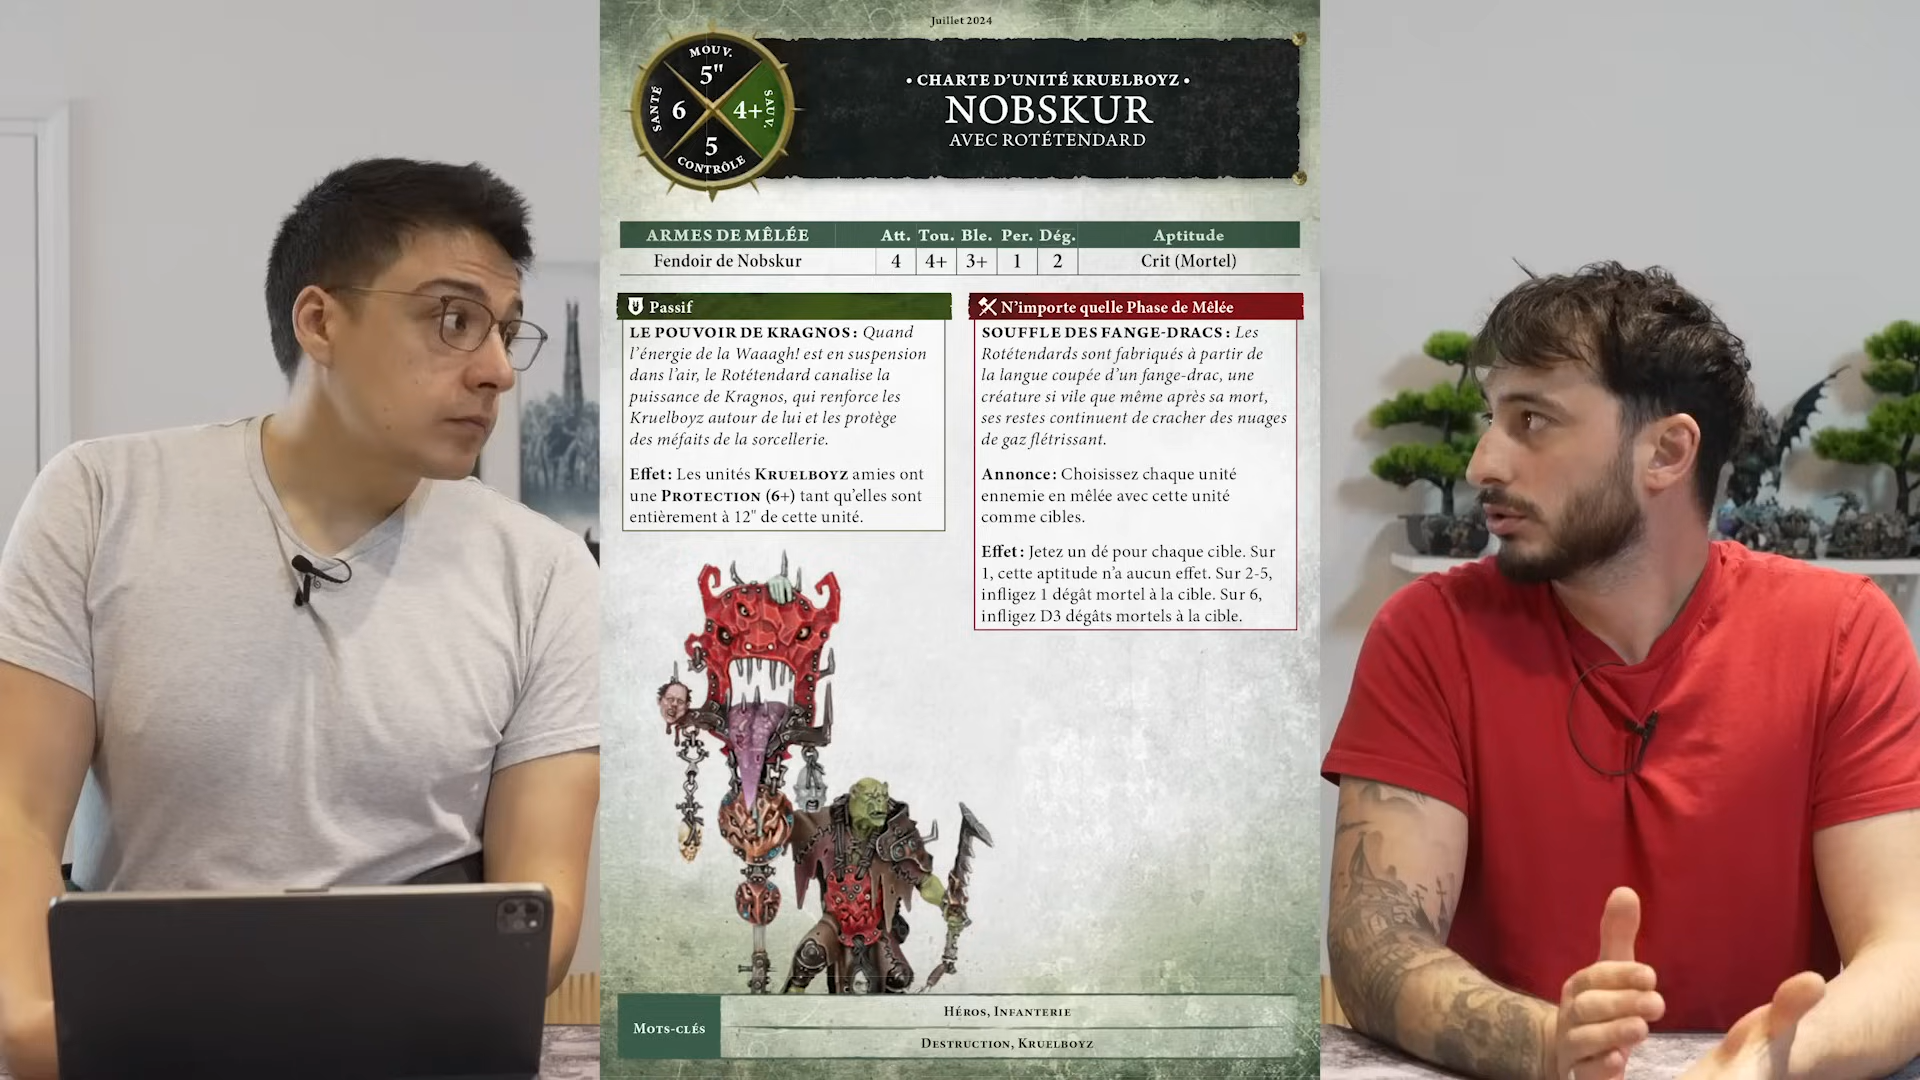 Juillet 2024
MOUV.
5"
SANTÉ
6
4+
SAUV.
5
CONTRÔLE
• CHARTE D'UNITÉ KRUELBOYZ •
NOBSKUR
AVEC ROTÉTENDARD
ARMES DE MÊLÉE Att. Tou. Ble. Per. Dég. Aptitude
Fendoir de Nobskur 4 4+ 3+ 1 2 Crit (Mortel)
Passif
LE POUVOIR DE KRAGNOS : Quand
l'énergie de la Waaagh! est en suspension
dans l'air, le Rotétendard canalise la
puissance de Kragnos, qui renforce les
Kruelboyz autour de lui et les protège
des méfaits de la sorcellerie.
Effet : Les unités KRUELBOYZ amies ont
une PROTECTION (6+) tant qu'elles sont
entièrement à 12" de cette unité.
N'importe quelle Phase de Mêlée
SOUFFLE DES FANGE-DRACS : Les
Rotétendards sont fabriqués à partir de
la langue coupée d'un fange-drac, une
créature si vile que même après sa mort,
ses restes continuent de cracher des nuages
de gaz flétrissant.
Annonce : Choisissez chaque unité
ennemie en mêlée avec cette unité
comme cibles.
Effet : Jetez un dé pour chaque cible. Sur
1, cette aptitude n'a aucun effet. Sur 2-5,
infligez 1 dégât mortel à la cible. Sur 6,
infligez D3 dégâts mortels à la cible.
MOTS-CLÉS
HÉROS, INFANTERIE
DESTRUCTION, KRUELBOYZ